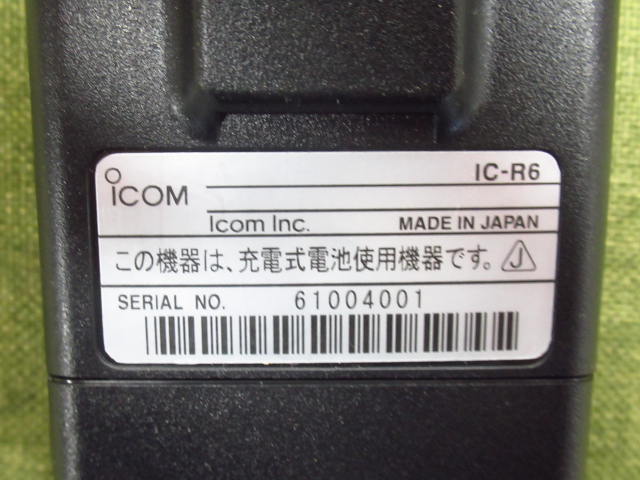 IC-R6
ICOM
Icom Inc. MADE IN JAPAN
この機器は、充電式電池使用機器です。 J
SERIAL NO. 61004001